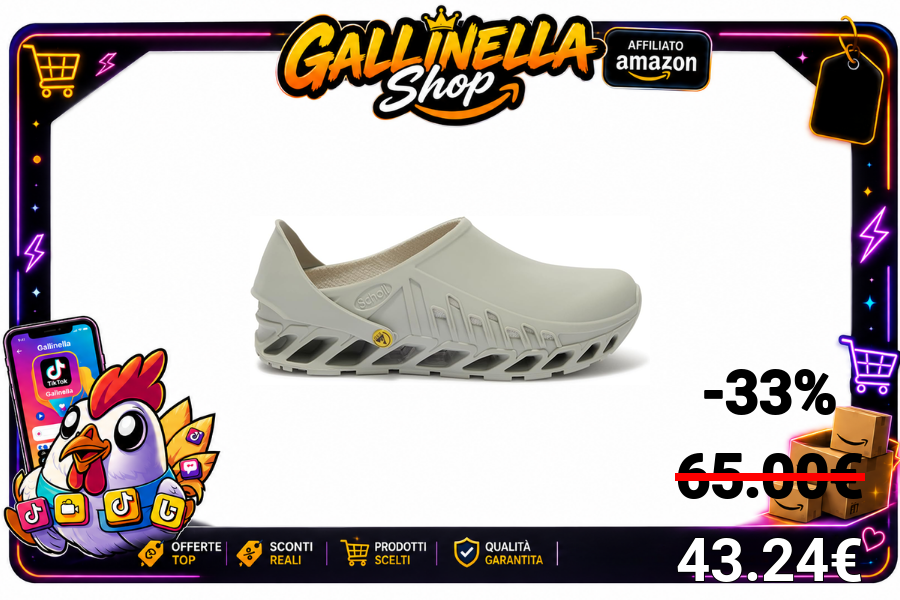 GALLINELLA
Shop
AFFILIATO
amazon
Scholl
Gallinella
TikTok
Gallinella
-33%
65.00€
43.24€
OFFERTE
TOP
SCONTI
REALI
PRODOTTI
SCELTI
QUALITÀ
GARANTITA